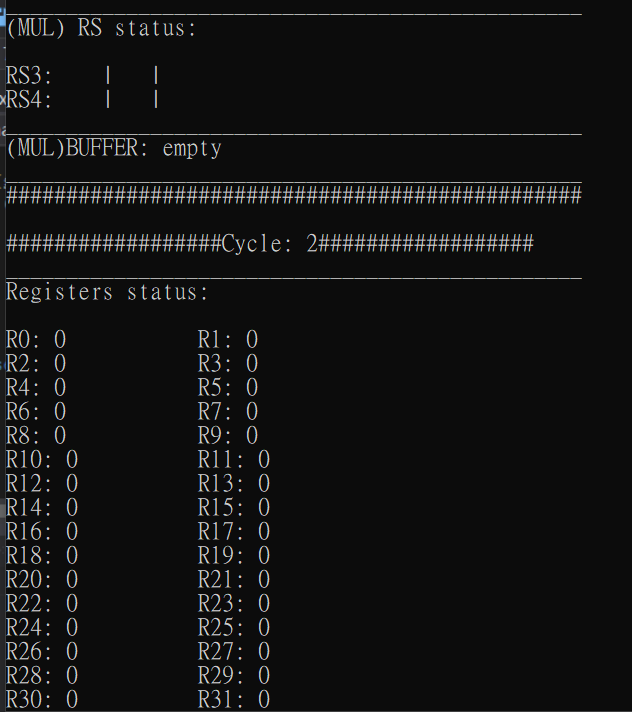 ________________________________________________
(MUL) RS status:
RS3:    |   |
RS4:    |   |
________________________________________________
(MUL)BUFFER: empty
________________________________________________
################################################
##################Cycle: 2##################
________________________________________________
Registers status:
R0: 0           R1: 0
R2: 0           R3: 0
R4: 0           R5: 0
R6: 0           R7: 0
R8: 0           R9: 0
R10: 0          R11: 0
R12: 0          R13: 0
R14: 0          R15: 0
R16: 0          R17: 0
R18: 0          R19: 0
R20: 0          R21: 0
R22: 0          R23: 0
R24: 0          R25: 0
R26: 0          R27: 0
R28: 0          R29: 0
R30: 0          R31: 0